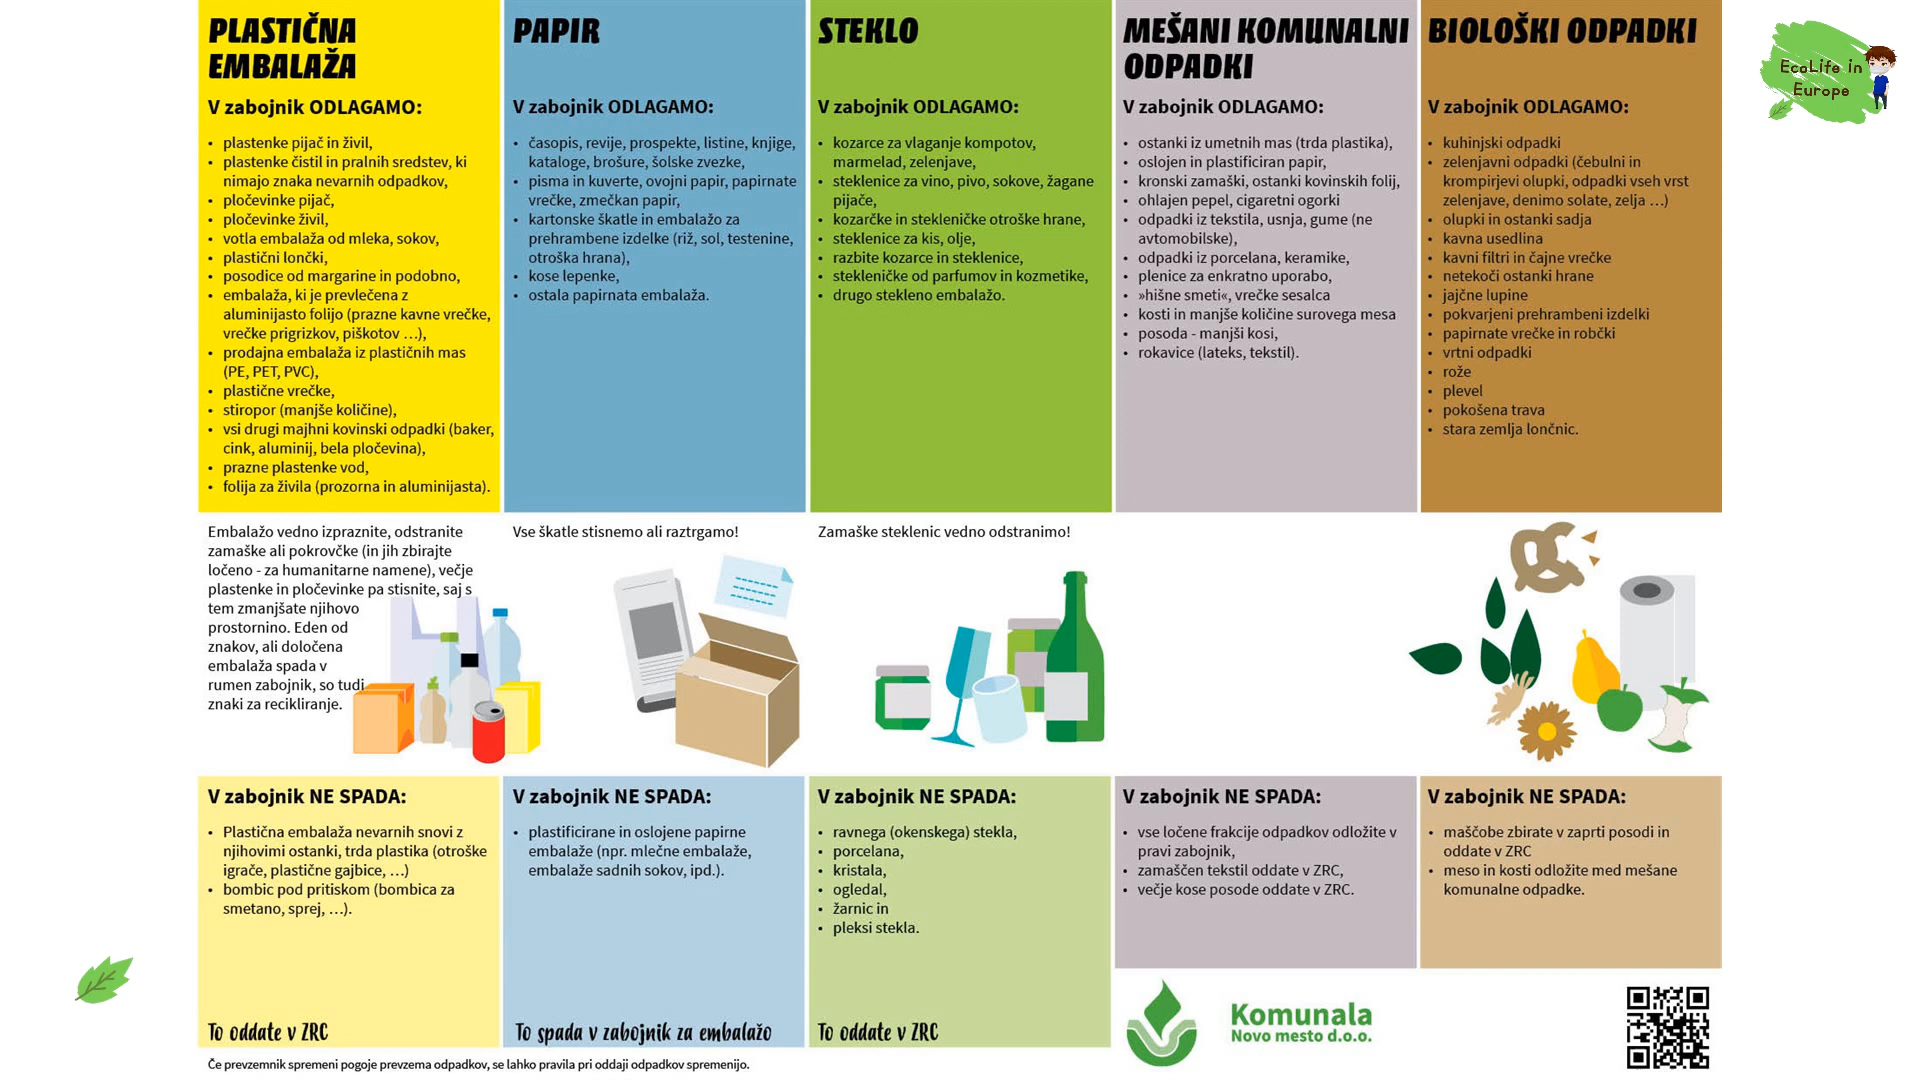 PLASTIČNA
EMBALAŽA
V zabojnik ODLAGAMO:
• plastenke pijač in živil,
• plastenke čistil in pralnih sredstev, ki
nimajo znaka nevarnih odpadkov,
• pločevinke pijač,
• pločevinke živil,
• votla embalaža od mleka, sokov,
• plastični lončki,
• posodice od margarine in podobno,
• embalaža, ki je prevlečena z
aluminijasto folijo (prazne kavne vrečke,
vrečke prigrizkov, piškotov …),
• prodajna embalaža iz plastičnih mas
(PE, PET, PVC),
• plastične vrečke,
• stiropor (manjše količine),
• vsi drugi majhni kovinski odpadki (baker,
cink, aluminij, bela pločevina),
• prazne plastenke vod,
• folija za živila (prozorna in aluminijasta).
Embalažo vedno izpraznite, odstranite
zamaške ali pokrovčke (in jih zbirajte
ločeno - za humanitarne namene), večje
plastenke in pločevinke pa stisnite, saj s
tem zmanjšate njihovo
prostornino. Eden od
znakov, ali določena
embalaža spada v
rumen zabojnik, so tudi
znaki za recikliranje.
V zabojnik NE SPADA:
• Plastična embalaža nevarnih snovi z
njihovimi ostanki, trda plastika (otroške
igrače, plastične gajbice, …)
• bombic pod pritiskom (bombica za
smetano, sprej, …).
To oddate v ZRC
PAPIR
V zabojnik ODLAGAMO:
• časopis, revije, prospekte, listine, knjige,
kataloge, brošure, šolske zvezke,
• pisma in kuverte, ovojni papir, papirnate
vrečke, zmečkan papir,
• kartonske škatle in embalažo za
prehrambene izdelke (riž, sol, testenine,
otroška hrana),
• kose lepenke,
• ostala papirnata embalaža.
Vse škatle stisnemo ali raztrgamo!
V zabojnik NE SPADA:
• plastificirane in oslojene papirne
embalaže (npr. mlečne embalaže,
embalaže sadnih sokov, ipd.).
To spada v zabojnik za embalažo
STEKLO
V zabojnik ODLAGAMO:
• kozarce za vlaganje kompotov,
marmelad, zelenjave,
• steklenice za vino, pivo, sokove, žagane
pijače,
• kozarčke in stekleničke otroške hrane,
• steklenice za kis, olje,
• razbite kozarce in steklenice,
• stekleničke od parfumov in kozmetike,
• drugo stekleno embalažo.
Zamaške steklenic vedno odstranimo!
V zabojnik NE SPADA:
• ravnega (okenskega) stekla,
• porcelana,
• kristala,
• ogledal,
• žarnic in
• pleksi stekla.
To oddate v ZRC
MEŠANI KOMUNALNI
ODPADKI
V zabojnik ODLAGAMO:
• ostanki iz umetnih mas (trda plastika),
• oslojen in plastificiran papir,
• kronski zamaški, ostanki kovinskih folij,
• ohlajen pepel, cigaretni ogorki
• odpadki iz tekstila, usnja, gume (ne
avtomobilske),
• odpadki iz porcelana, keramike,
• plenice za enkratno uporabo,
• »hišne smeti«, vrečke sesalca
• kosti in manjše količine surovega mesa
• posoda - manjši kosi,
• rokavice (lateks, tekstil).
V zabojnik NE SPADA:
• vse ločene frakcije odpadkov odložite v
pravi zabojnik,
• zamaščen tekstil oddate v ZRC,
• večje kose posode oddate v ZRC.
BIOLOŠKI ODPADKI
V zabojnik ODLAGAMO:
• kuhinjski odpadki
• zelenjavni odpadki (čebulni in
krompirjevi olupki, odpadki vseh vrst
zelenjave, denimo solate, zelja …)
• olupki in ostanki sadja
• kavna usedlina
• kavni filtri in čajne vrečke
• netekoči ostanki hrane
• jajčne lupine
• pokvarjeni prehrambeni izdelki
• papirnate vrečke in robčki
• vrtni odpadki
• rože
• plevel
• pokošena trava
• stara zemlja lončnic.
V zabojnik NE SPADA:
• maščobe zbirate v zaprti posodi in
oddate v ZRC
• meso in kosti odložite med mešane
komunalne odpadke.
EcoLife in
Europe
Komunala
Novo mesto d.o.o.
Če prevzemnik spremeni pogoje prevzema odpadkov, se lahko pravila pri oddaji odpadkov spremenijo.